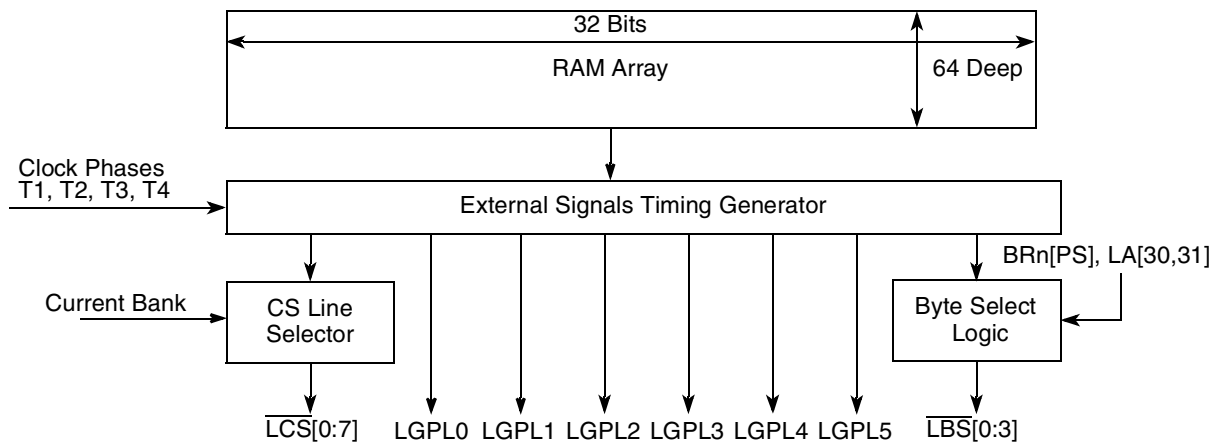 32 Bits
RAM Array
64 Deep
Clock Phases
T1, T2, T3, T4
External Signals Timing Generator
BRn[PS], LA[30,31]
Current Bank
CS Line
Selector
Byte Select
Logic
L̅C̅S̅[0:7]
LGPL0
LGPL1
LGPL2
LGPL3
LGPL4
LGPL5
L̅B̅S̅[0:3]